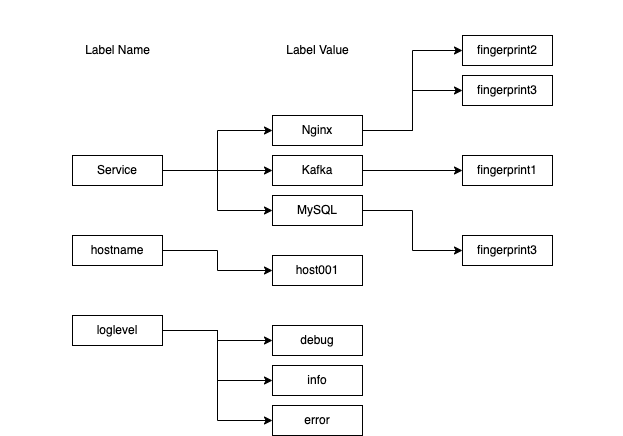 Label Name
Label Value
fingerprint2
fingerprint3
Nginx
Service
Kafka
fingerprint1
MySQL
hostname
fingerprint3
host001
loglevel
debug
info
error